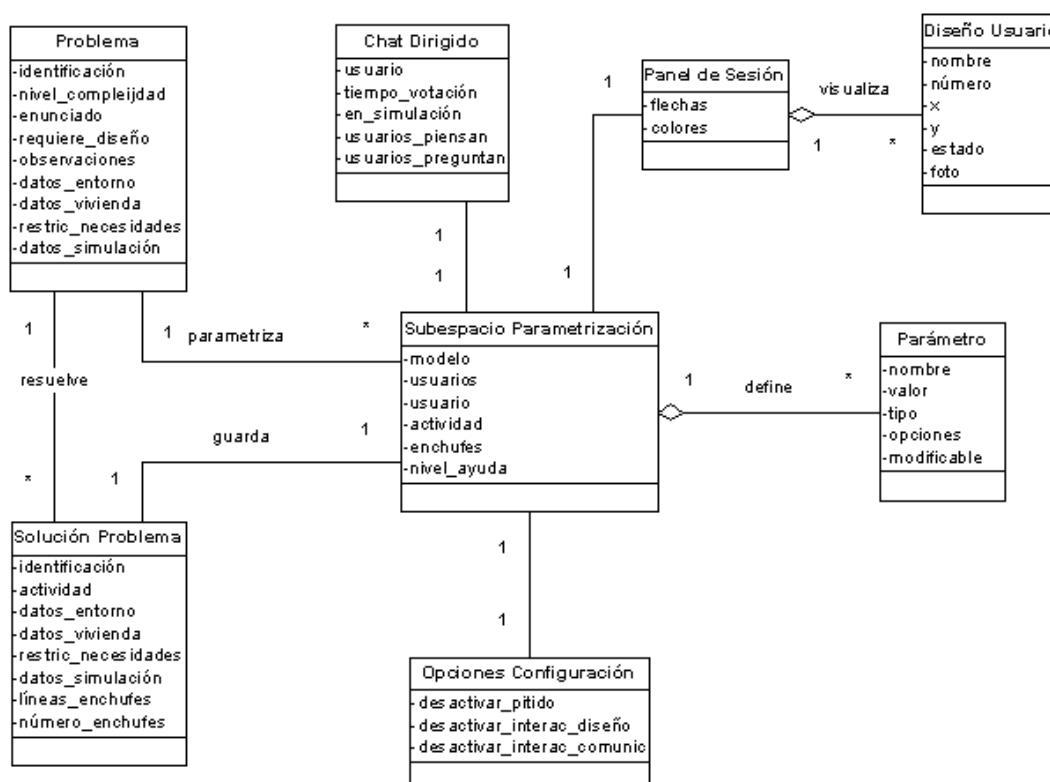 Problema
-identificación
-nivel_compleijdad
-enunciado
-requiere_diseño
-observaciones
-datos_entorno
-datos_vivienda
-restric_necesidades
-datos_simulación
Chat Dirigido
-usuario
-tiempo_votación
-en_simulación
-usuarios_piensan
-usuarios_preguntan
Panel de Sesión
-flechas
-colores
visualiza
1
*
Diseño Usuario
-nombre
-número
-x
-y
-estado
-foto
1
1
1
1
1
parametriza
*
1
resuelve
*
Subespacio Parametrización
-modelo
-usuarios
-usuario
-actividad
-enchufes
-nivel_ayuda
1
define
*
Parámetro
-nombre
-valor
-tipo
-opciones
-modificable
guarda
1
1
Solución Problema
-identificación
-actividad
-datos_entorno
-datos_vivienda
-restric_necesidades
-datos_simulación
-líneas_enchufes
-número_enchufes
1
1
Opciones Configuración
-desactivar_pitido
-desactivar_interac_diseño
-desactivar_interac_comunic